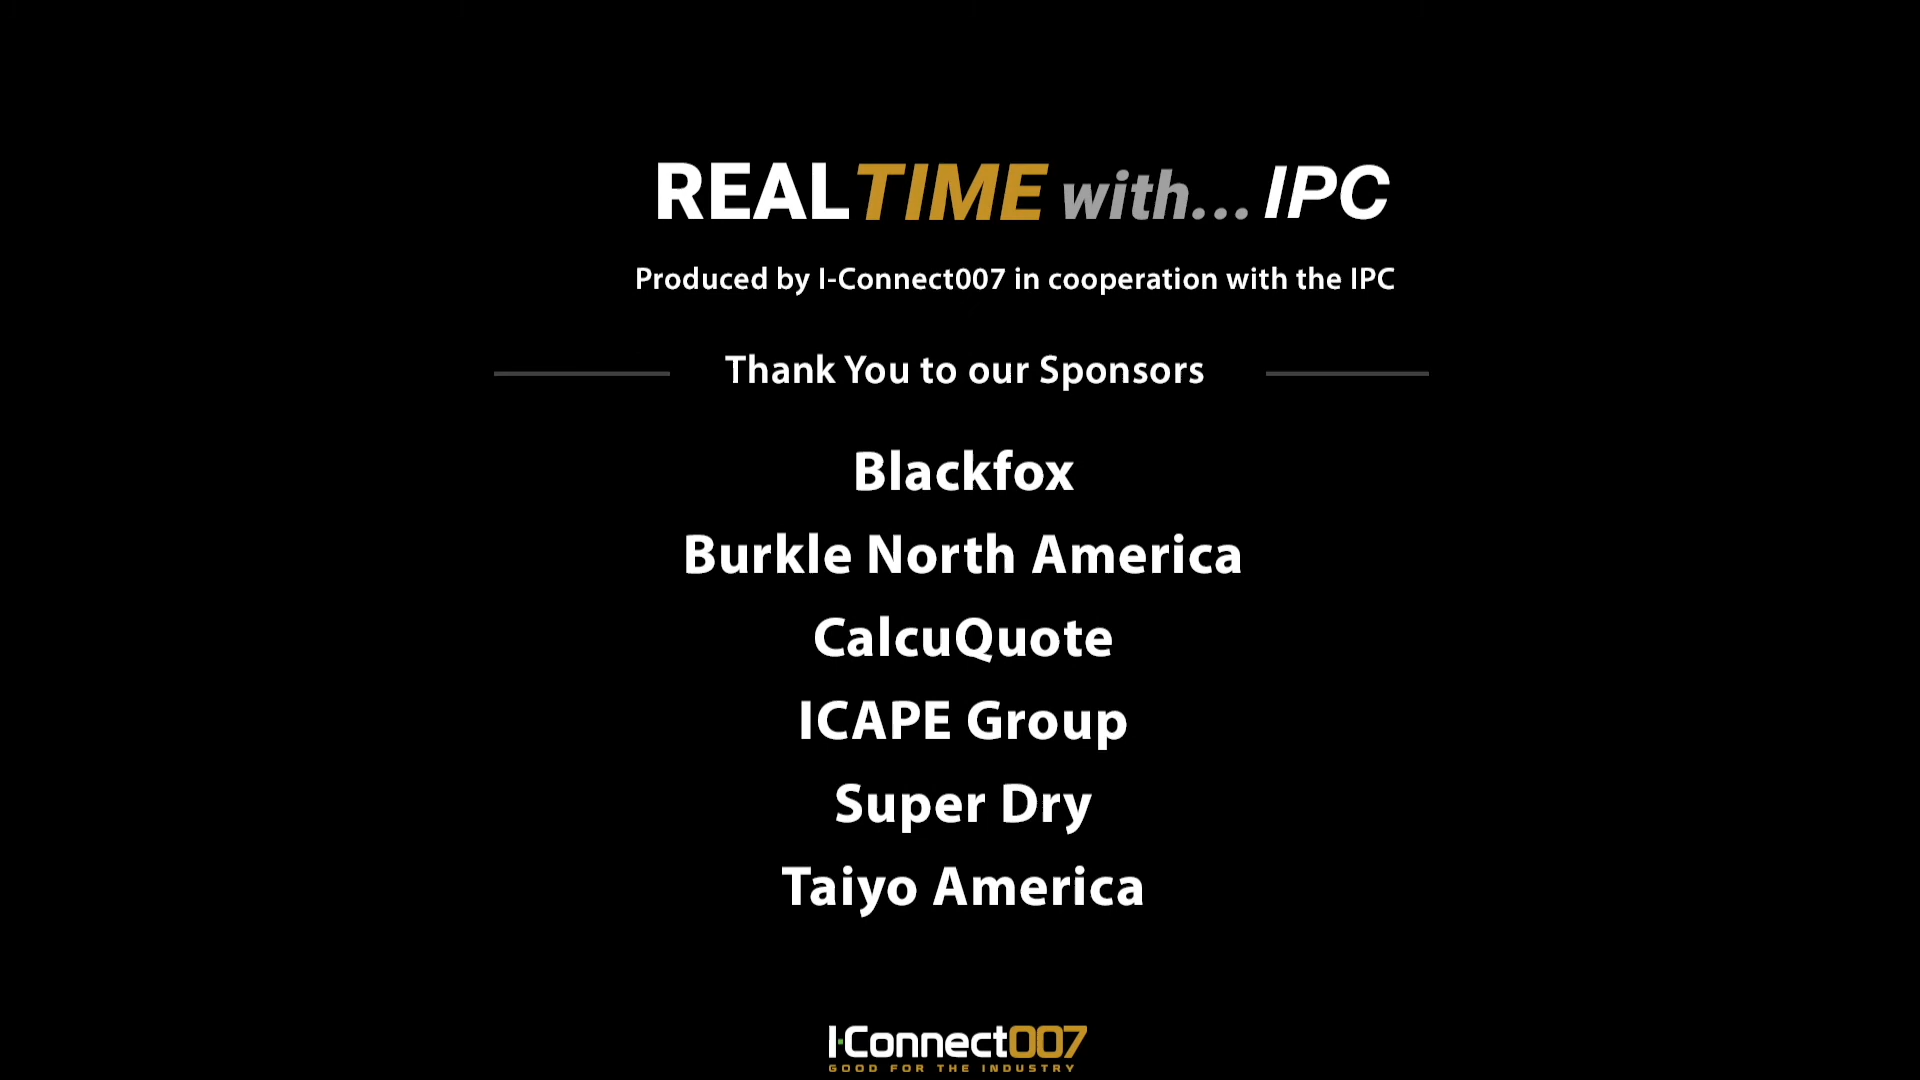 REALTIME with... IPC
Produced by I-Connect007 in cooperation with the IPC
Thank You to our Sponsors
Blackfox
Burkle North America
CalcuQuote
ICAPE Group
Super Dry
Taiyo America
I-Connect007
GOOD FOR THE INDUSTRY